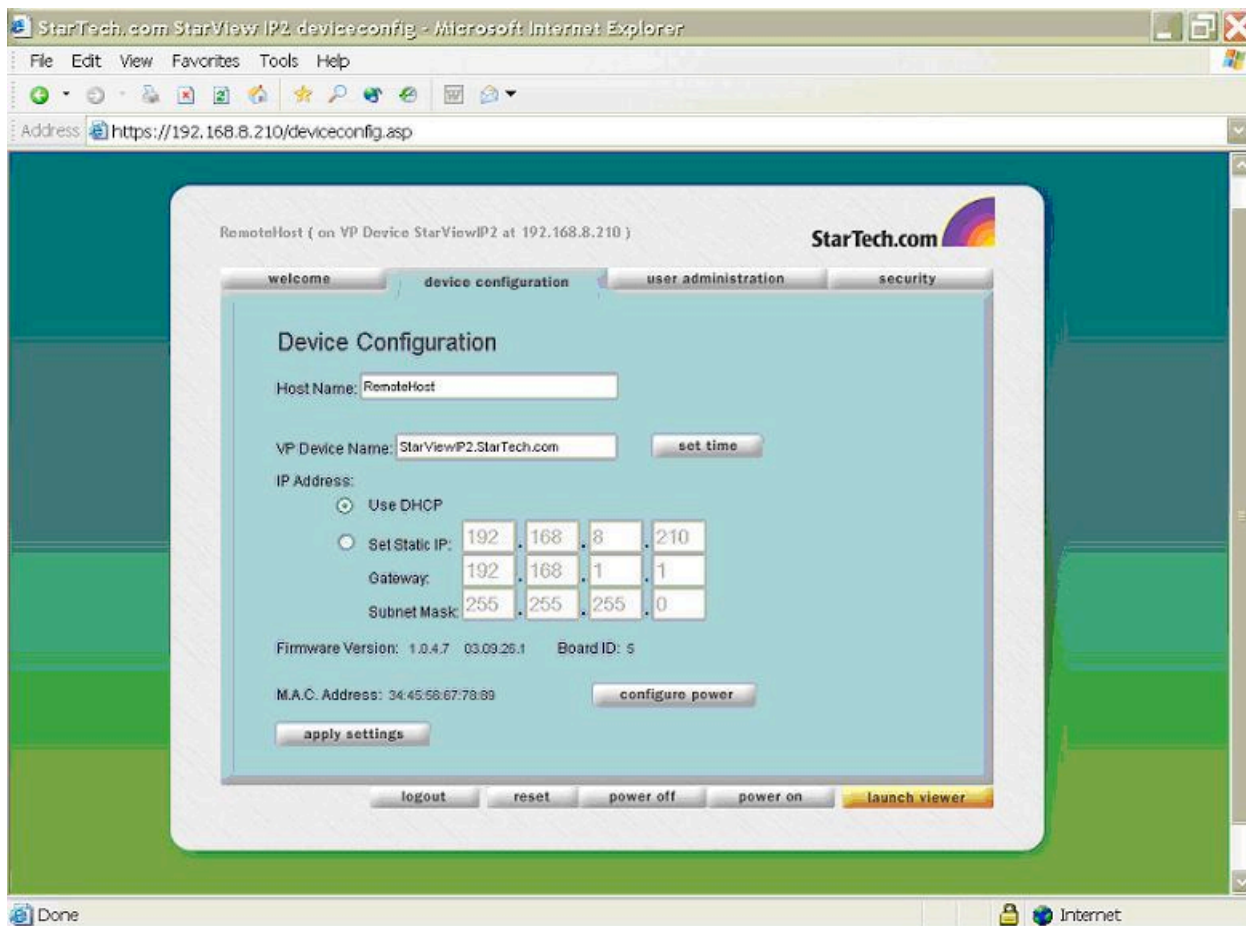 StarTech.com StarView IP2 deviceconfig - Microsoft Internet Explorer
File Edit View Favorites Tools Help
Address https://192.168.8.210/deviceconfig.asp
RemoteHost ( on VP Device StarViewIP2 at 192.168.8.210 )
StarTech.com
welcome device configuration user administration security
Device Configuration
Host Name: RemoteHost
VP Device Name: StarViewIP2.StarTech.com set time
IP Address:
Use DHCP
Set Static IP: 192 . 168 . 8 . 210
Gateway: 192 . 168 . 1 . 1
Subnet Mask: 255 . 255 . 255 . 0
Firmware Version: 1.0.4.7 03.09.26.1 Board ID: 5
M.A.C. Address: 34:45:56:67:78:89 configure power
apply settings
logout reset power off power on launch viewer
Done Internet